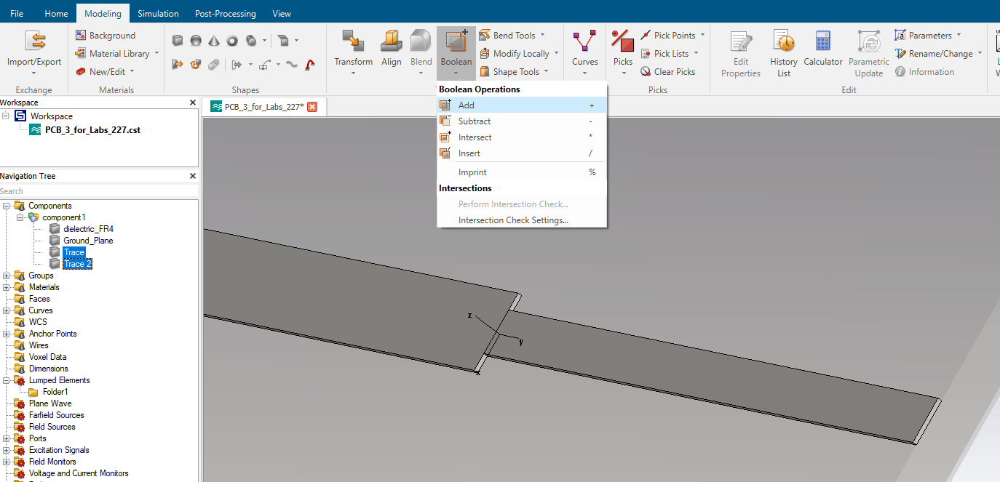 File Home Modeling Simulation Post-Processing View
Import/Export
Exchange
Background
Material Library
New/Edit
Materials
Shapes
Transform
Align
Blend
Boolean
Bend Tools
Modify Locally
Shape Tools
Curves
Picks
Pick Points
Pick Lists
Clear Picks
Picks
Edit
Properties
History
List
Calculator
Parametric
Update
Parameters
Rename/Change
Information
Edit
Boolean Operations
Add +
Subtract -
Intersect *
Insert /
Imprint %
Intersections
Perform Intersection Check...
Intersection Check Settings...
Workspace
Workspace
PCB_3_for_Labs_227.cst
PCB_3_for_Labs_227*
Navigation Tree
Search
Components
component1
dielectric_FR4
Ground_Plane
Trace
Trace 2
Groups
Materials
Faces
Curves
WCS
Anchor Points
Wires
Voxel Data
Dimensions
Lumped Elements
Folder1
Plane Wave
Farfield Sources
Field Sources
Ports
Excitation Signals
Field Monitors
Voltage and Current Monitors
z
y
x